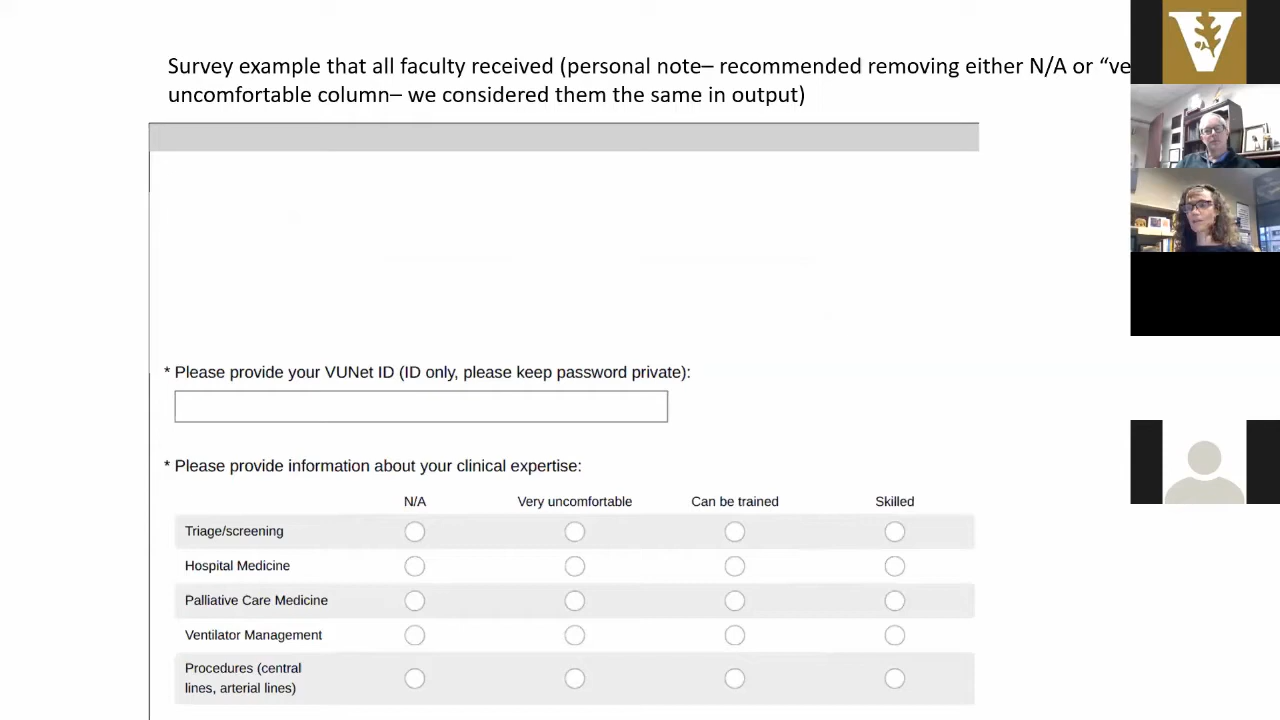 Survey example that all faculty received (personal note– recommended removing either N/A or “ve
uncomfortable column– we considered them the same in output)
* Please provide your VUNet ID (ID only, please keep password private):
* Please provide information about your clinical expertise:
N/A Very uncomfortable Can be trained Skilled
Triage/screening
Hospital Medicine
Palliative Care Medicine
Ventilator Management
Procedures (central
lines, arterial lines)
V